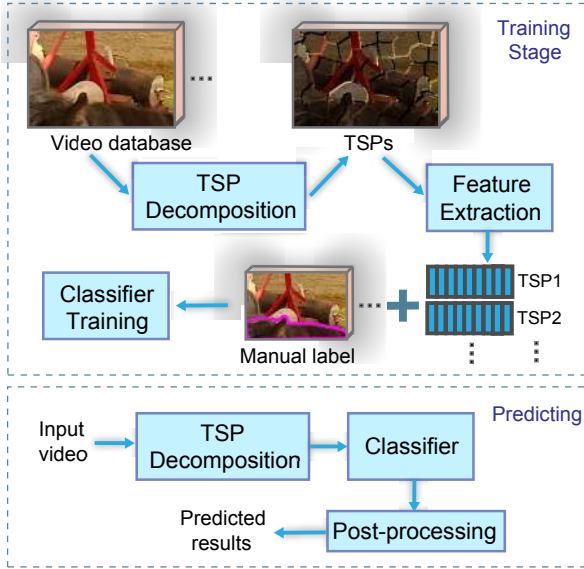 Training
Stage
Video database
TSPs
TSP
Decomposition
Feature
Extraction
TSP1
TSP2
Classifier
Training
Manual label
Predicting
Input
video
TSP
Decomposition
Classifier
Predicted
results
Post-processing